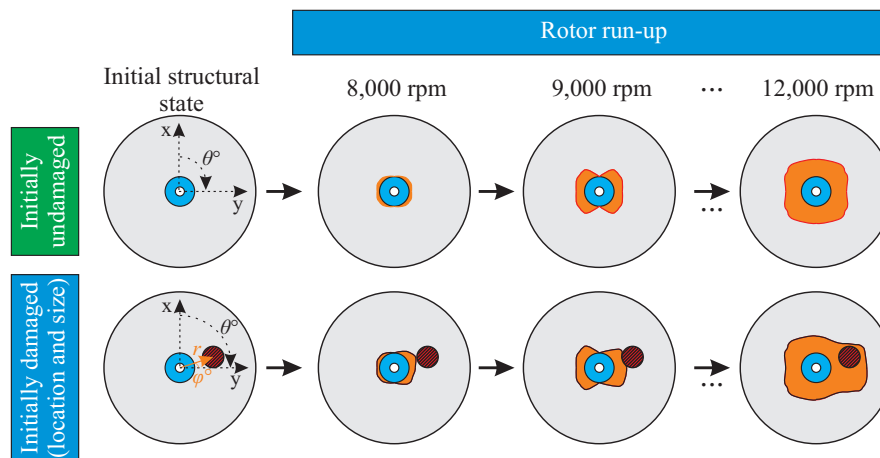 Rotor run-up
Initial structural
state
8,000 rpm
9,000 rpm
...
12,000 rpm
Initially
undamaged
x
θ°
y
...
Initially damaged
(location and size)
x
θ°
r
φ°
y
...